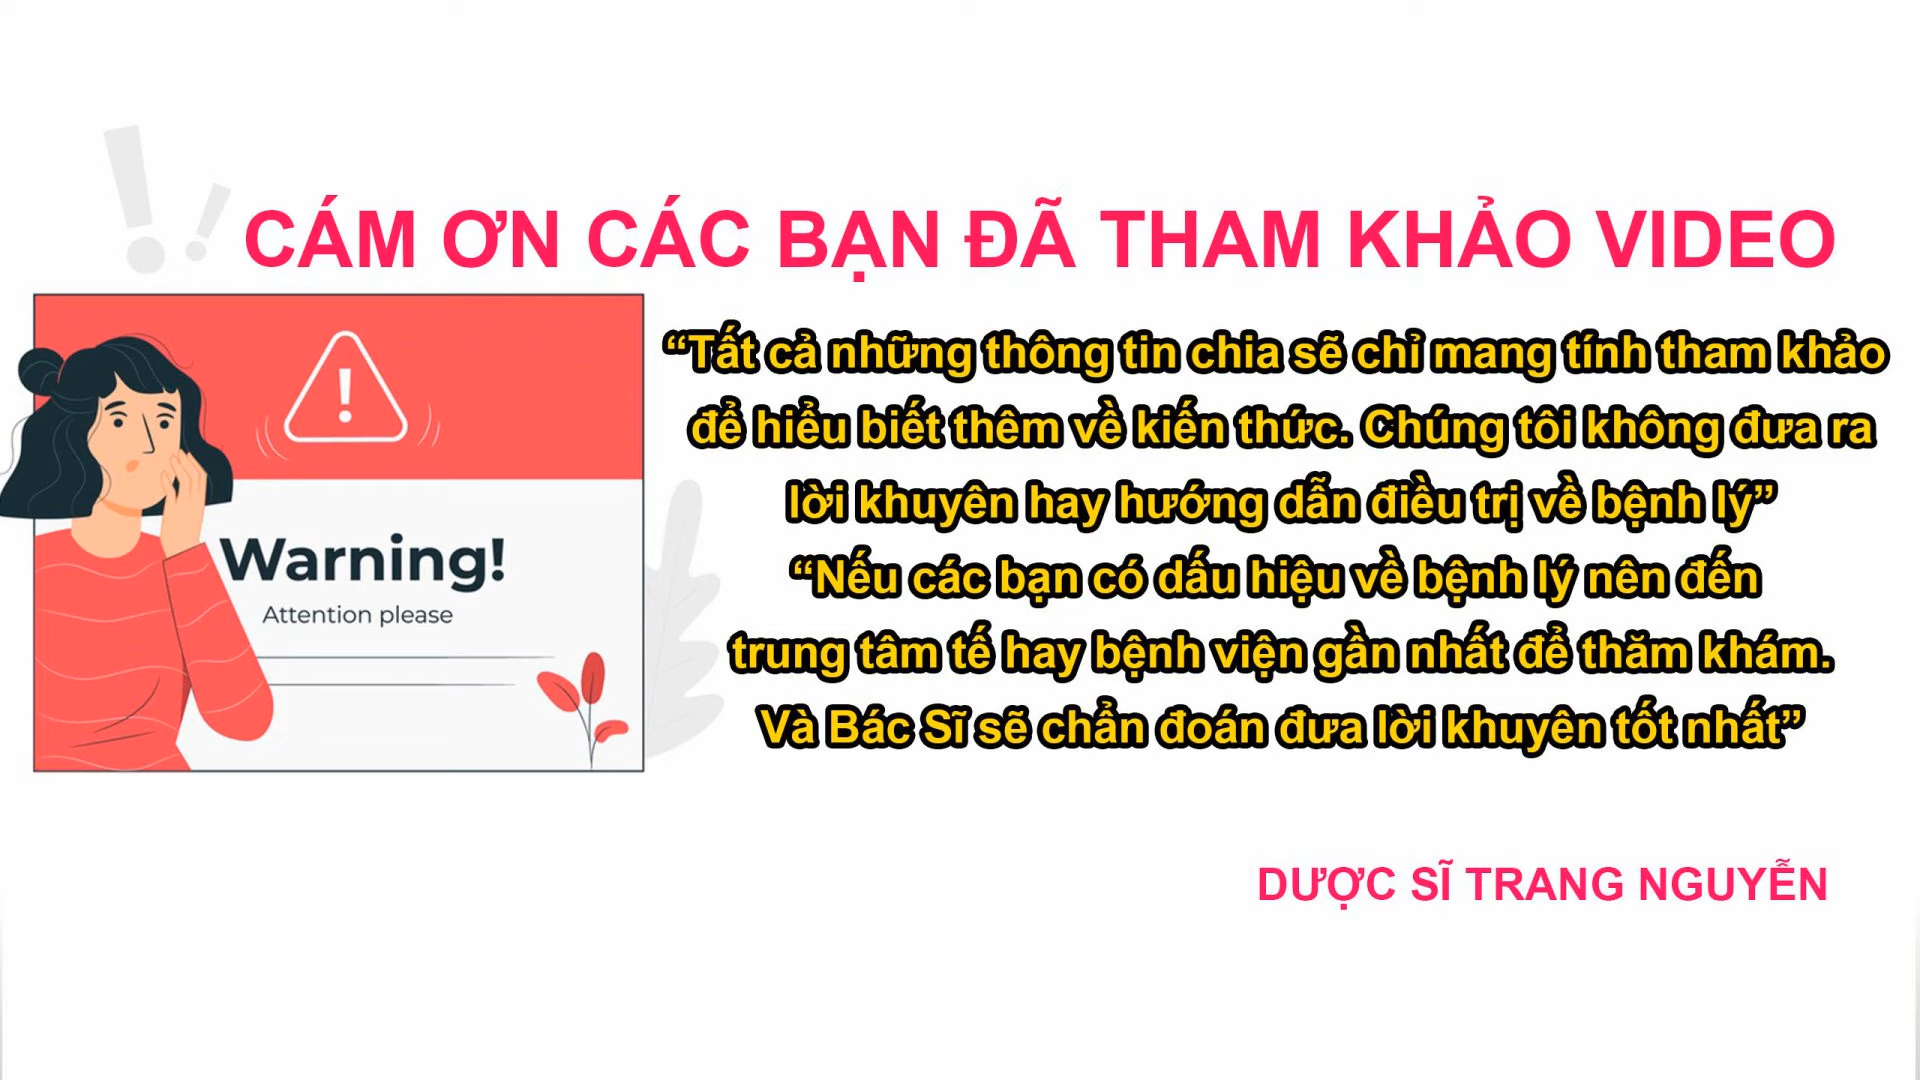 CÁM ƠN CÁC BẠN ĐÃ THAM KHẢO VIDEO
“Tất cả những thông tin chia sẽ chỉ mang tính tham khảo
để hiểu biết thêm về kiến thức. Chúng tôi không đưa ra
lời khuyên hay hướng dẫn điều trị về bệnh lý”
“Nếu các bạn có dấu hiệu về bệnh lý nên đến
trung tâm tế hay bệnh viện gần nhất để thăm khám.
Và Bác Sĩ sẽ chẩn đoán đưa lời khuyên tốt nhất”
Warning!
Attention please
DƯỢC SĨ TRANG NGUYỄN